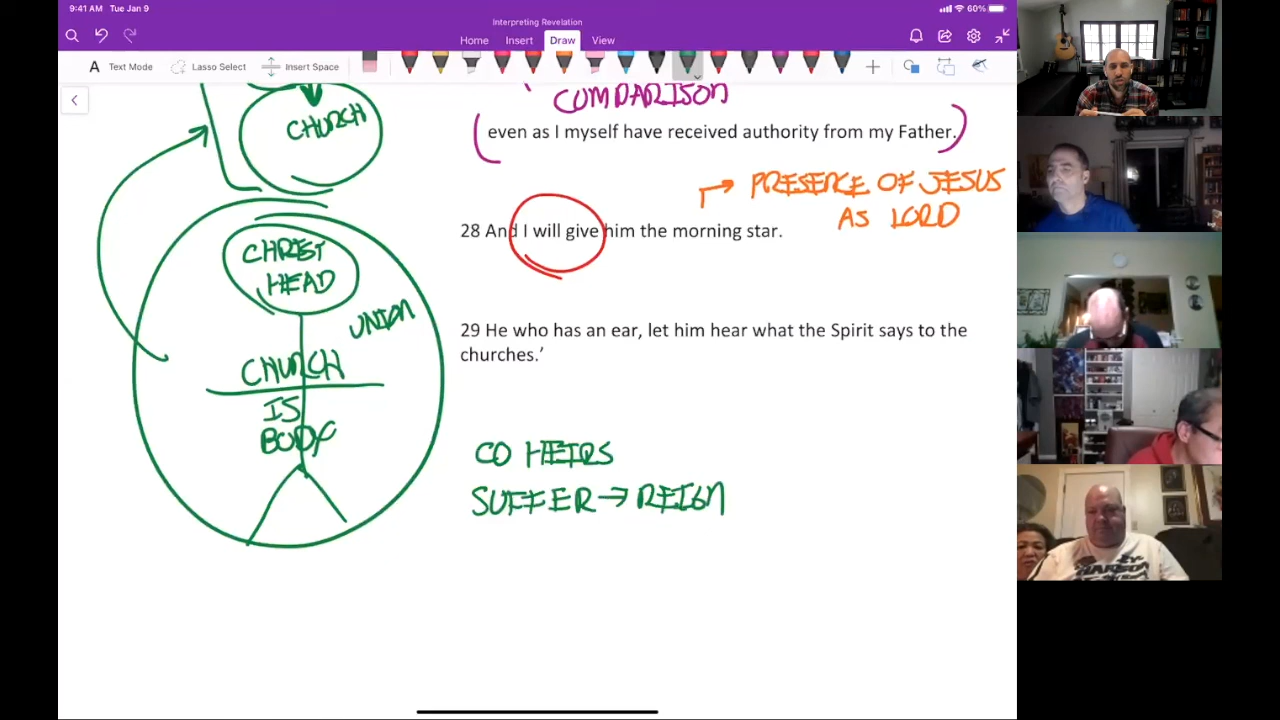 9:41 AM Tue Jan 9
60%
Interpreting Revelation
Home Insert Draw View
Text Mode Lasso Select Insert Space
COMPARISON
even as I myself have received authority from my Father.
CHURCH
PRESENCE OF JESUS
AS LORD
28 And I will give him the morning star.
CHRIST
HEAD
UNION
29 He who has an ear, let him hear what the Spirit says to the
churches.’
CHURCH
IS
BODY
CO HEIRS
SUFFER → REIGN